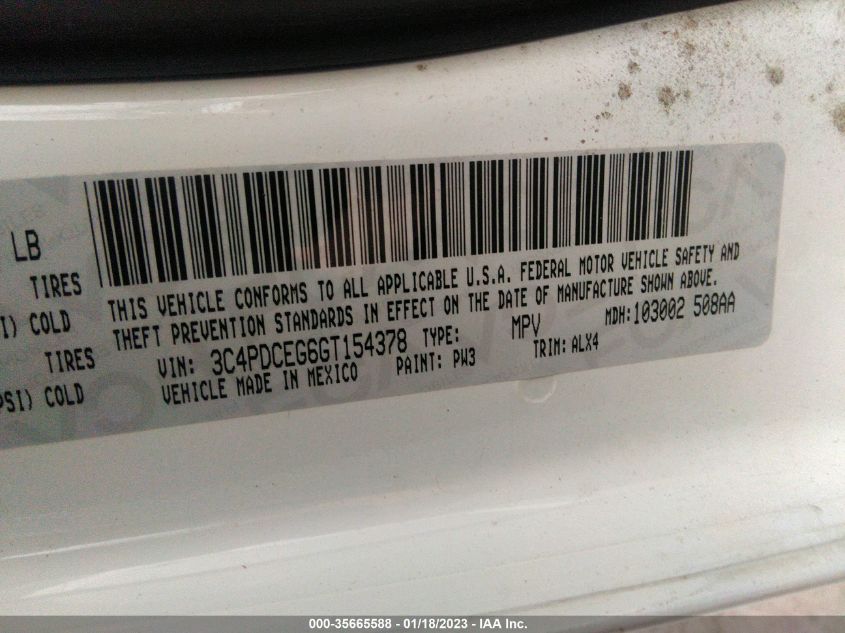 LB
TIRES
I) COLD
TIRES
PSI) COLD
THIS VEHICLE CONFORMS TO ALL APPLICABLE U.S.A. FEDERAL MOTOR VEHICLE SAFETY AND
THEFT PREVENTION STANDARDS IN EFFECT ON THE DATE OF MANUFACTURE SHOWN ABOVE.
VIN: 3C4PDCEG6GT154378 TYPE: MPV MDH: 103002 508AA
VEHICLE MADE IN MEXICO PAINT: PW3 TRIM: ALX4
000-35665588 - 01/18/2023 - IAA Inc.